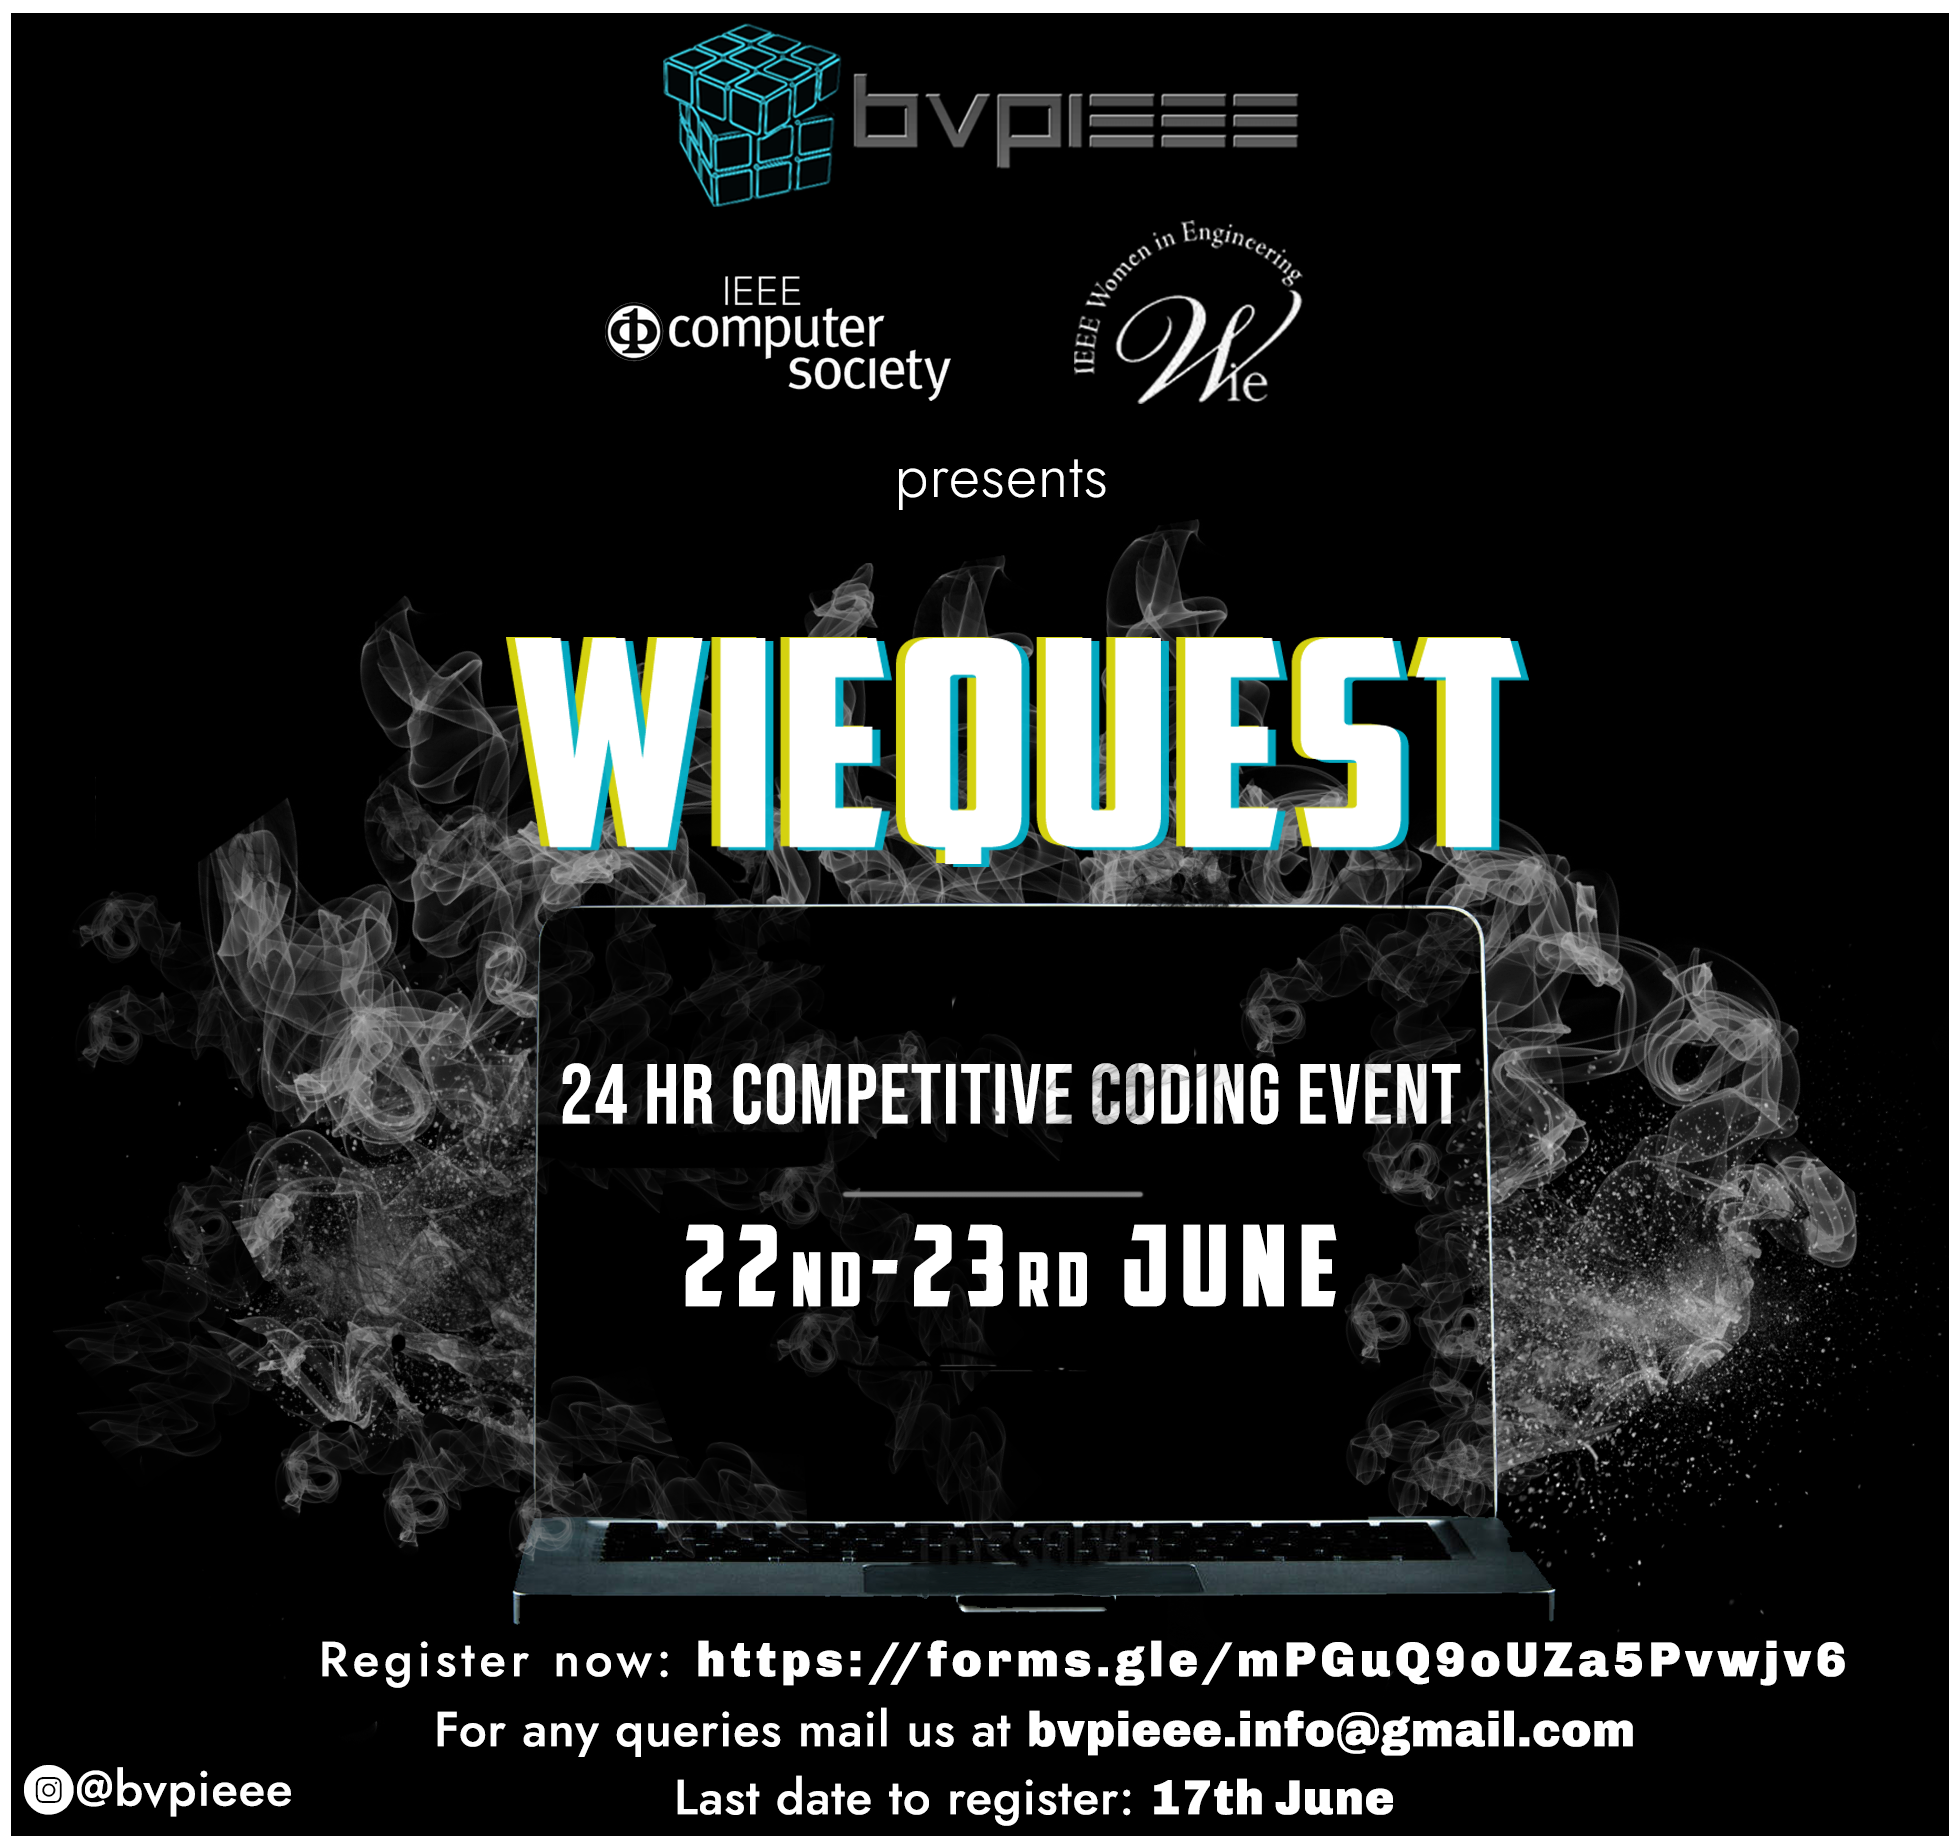 bvpieee
IEEE
computer
society
IEEE Women in Engineering
Wie
presents
WIEQUEST
24 HR COMPETITIVE CODING EVENT
22ND-23RD JUNE
Register now: https://forms.gle/mPGuQ9oUZa5Pvwjv6
For any queries mail us at bvpieee.info@gmail.com
@bvpieee
Last date to register: 17th June